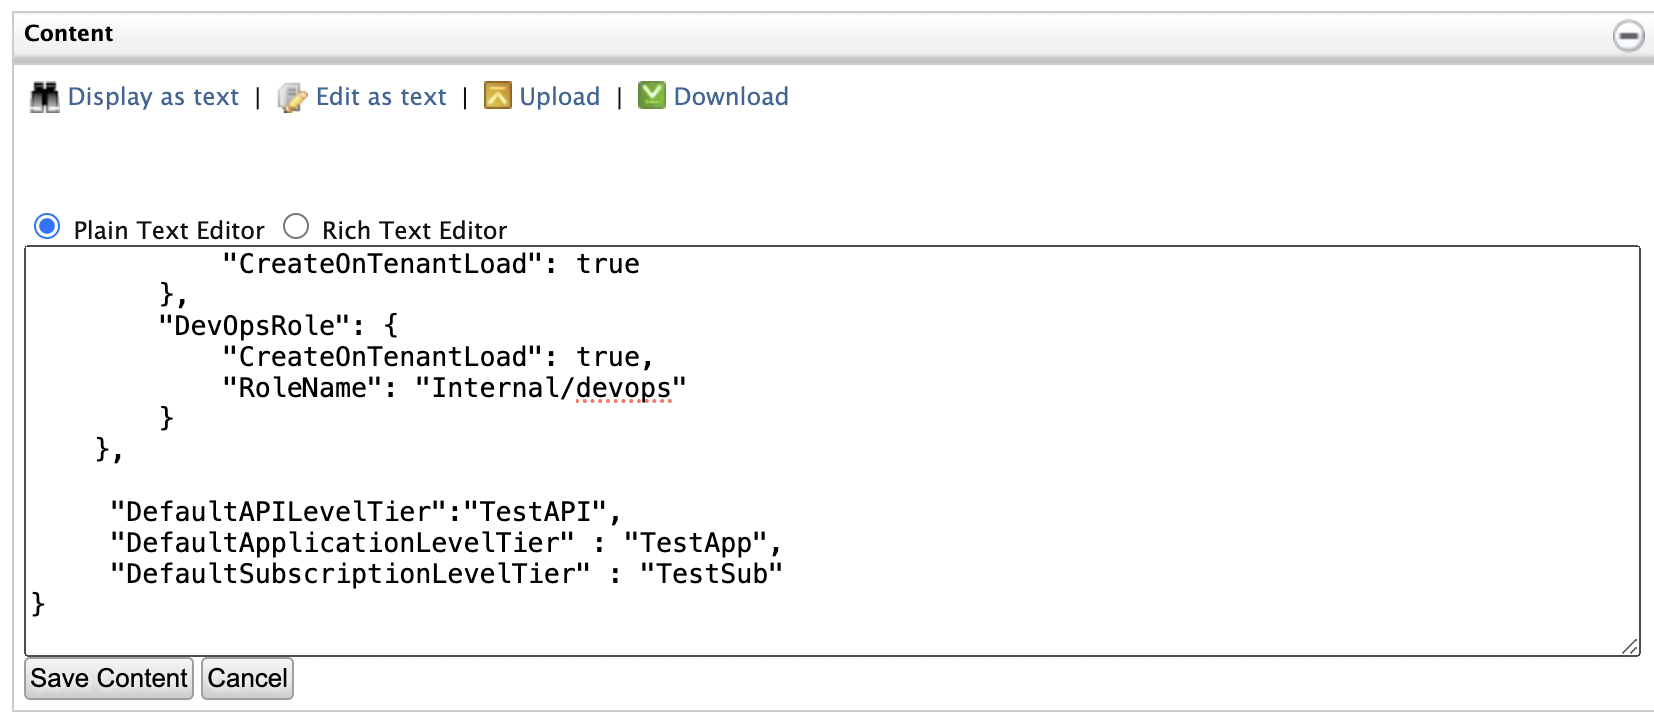 Content
Display as text | Edit as text | Upload | Download
Plain Text Editor Rich Text Editor
"CreateOnTenantLoad": true
},
"DevOpsRole": {
"CreateOnTenantLoad": true,
"RoleName": "Internal/devops"
}
},
"DefaultAPILevelTier":"TestAPI",
"DefaultApplicationLevelTier" : "TestApp",
"DefaultSubscriptionLevelTier" : "TestSub"
}
Save Content Cancel